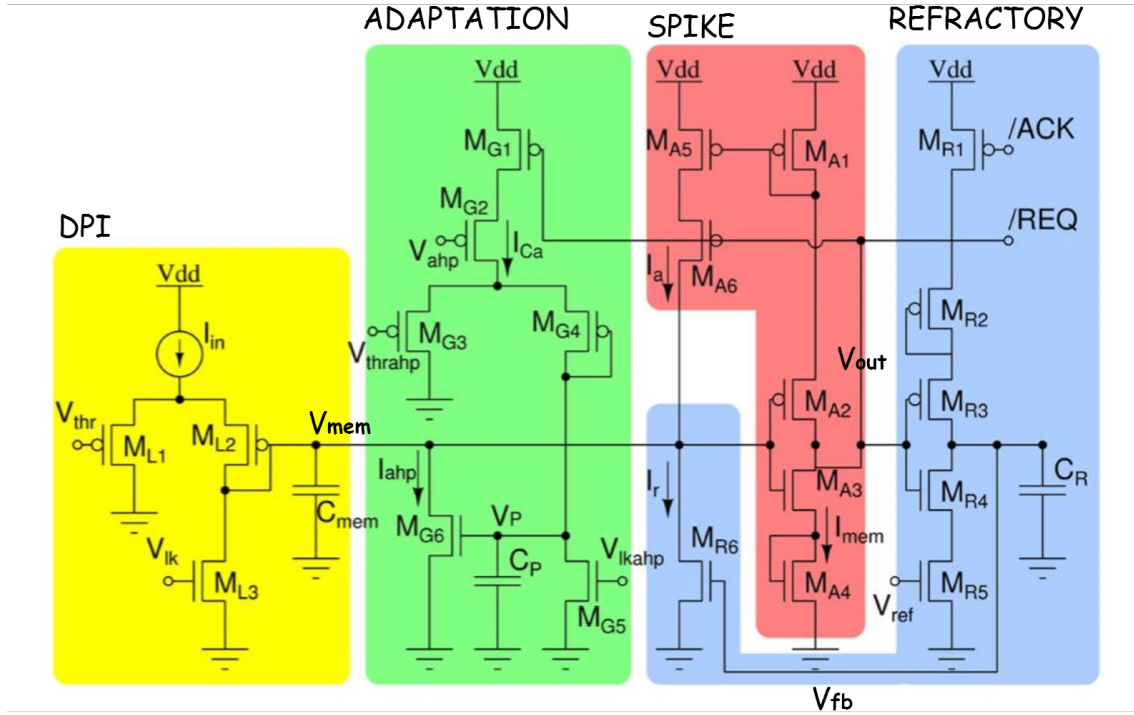 ADAPTATION
SPIKE
REFRACTORY
Vdd
Vdd
Vdd
Vdd
MG1
MA5
MA1
MR1
/ACK
MG2
/REQ
Vahp
ICa
Ia
MA6
DPI
Vdd
Iin
MG3
MG4
MR2
Vthrahp
Vout
Vthr
ML1
ML2
Vmem
MA2
MR3
Iahp
Ir
MA3
CR
Cmem
MG6
VP
MR6
Imem
MR4
Vlk
CP
Vlkahp
ML3
MG5
MA4
Vref
MR5
Vfb